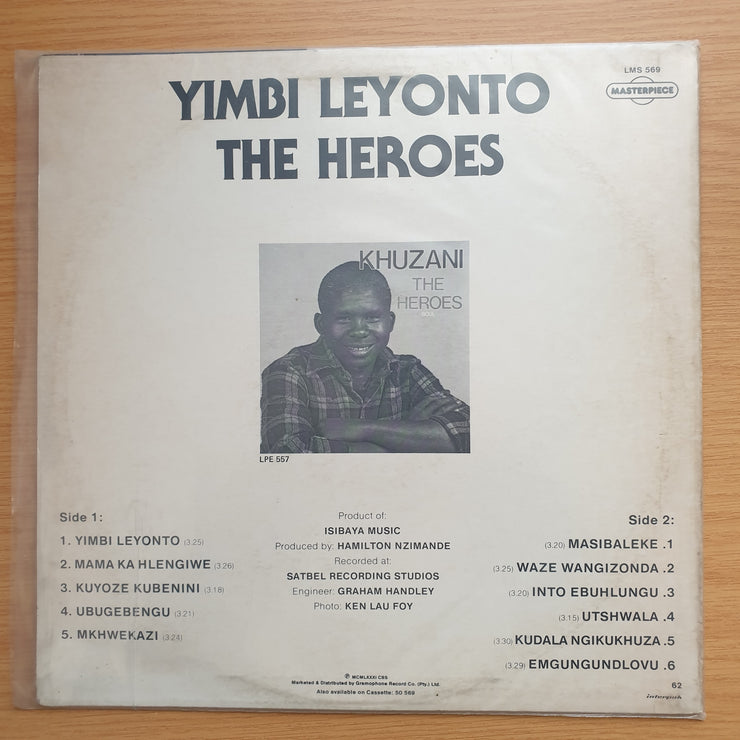 LMS 569
MASTERPIECE
YIMBI LEYONTO
THE HEROES
KHUZANI
THE
HEROES
SOUL
LPE 557
Side 1:
1. YIMBI LEYONTO (3.25)
2. MAMA KA HLENGIWE (3.26)
3. KUYOZE KUBENINI (3.18)
4. UBUGEBENGU (3.21)
5. MKHWEKAZI (3.24)
Product of:
ISIBAYA MUSIC
Produced by: HAMILTON NZIMANDE
Recorded at:
SATBEL RECORDING STUDIOS
Engineer: GRAHAM HANDLEY
Photo: KEN LAU FOY
Side 2:
(3.20) MASIBALEKE .1
(3.25) WAZE WANGIZONDA .2
(3.20) INTO EBUHLUNGU .3
(3.15) UTSHWALA .4
(3.30) KUDALA NGIKUKHUZA .5
(3.29) EMGUNGUNDLOVU .6
℗ MCMLXXXI CBS
Marketed & Distributed by Gramophone Record Co. (Pty.) Ltd.
Also available on Cassette: 50 569
62
interpak